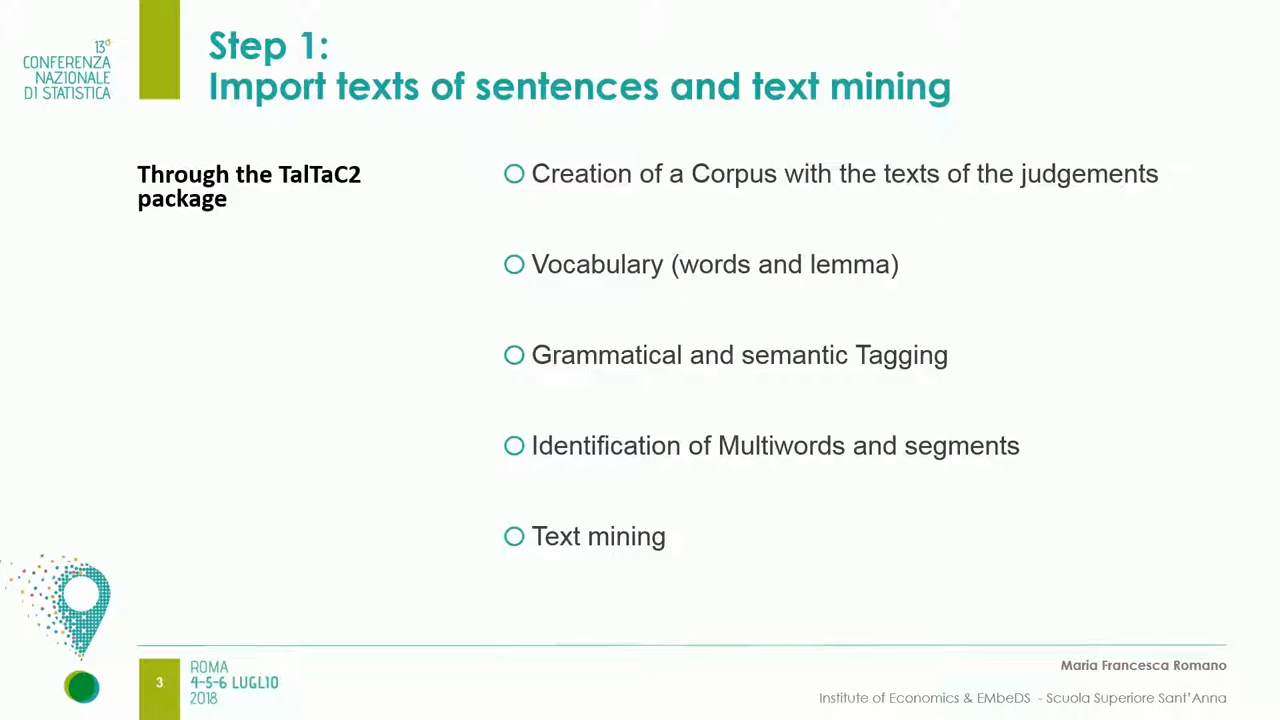 13ª
CONFERENZA
NAZIONALE
DI STATISTICA
Step 1:
Import texts of sentences and text mining
Through the TalTaC2
package
Creation of a Corpus with the texts of the judgements
Vocabulary (words and lemma)
Grammatical and semantic Tagging
Identification of Multiwords and segments
Text mining
3
ROMA
4-5-6 LUGLIO
2018
Maria Francesca Romano
Institute of Economics & EMbeDS - Scuola Superiore Sant'Anna